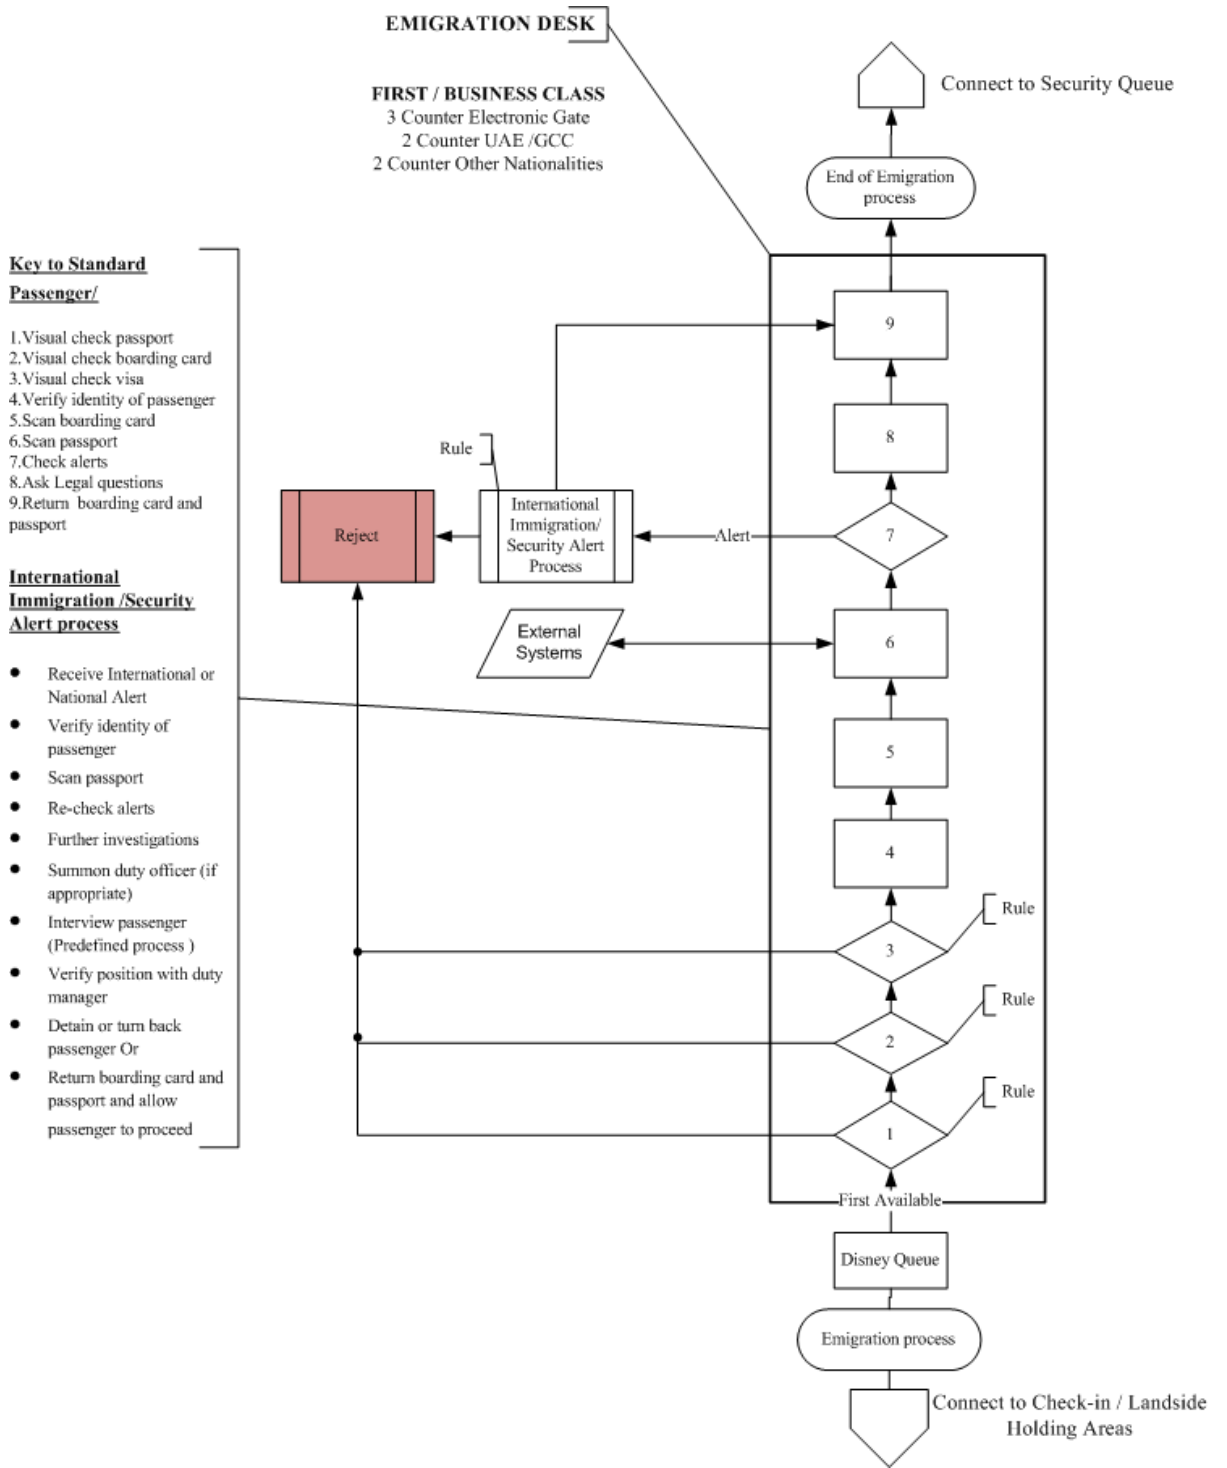 EMIGRATION DESK
FIRST / BUSINESS CLASS
3 Counter Electronic Gate
2 Counter UAE /GCC
2 Counter Other Nationalities
Connect to Security Queue
End of Emigration
process
Key to Standard
Passenger/
1.Visual check passport
2.Visual check boarding card
3.Visual check visa
4.Verify identity of passenger
5.Scan boarding card
6.Scan passport
7.Check alerts
8.Ask Legal questions
9.Return boarding card and
passport
International
Immigration /Security
Alert process
Receive International or
National Alert
Verify identity of
passenger
Scan passport
Re-check alerts
Further investigations
Summon duty officer (if
appropriate)
Interview passenger
(Predefined process )
Verify position with duty
manager
Detain or turn back
passenger Or
Return boarding card and
passport and allow
passenger to proceed
9
8
Rule
Reject
International
Immigration/
Security Alert
Process
Alert
7
External
Systems
6
5
4
Rule
3
Rule
2
Rule
1
First Available
Disney Queue
Emigration process
Connect to Check-in / Landside
Holding Areas